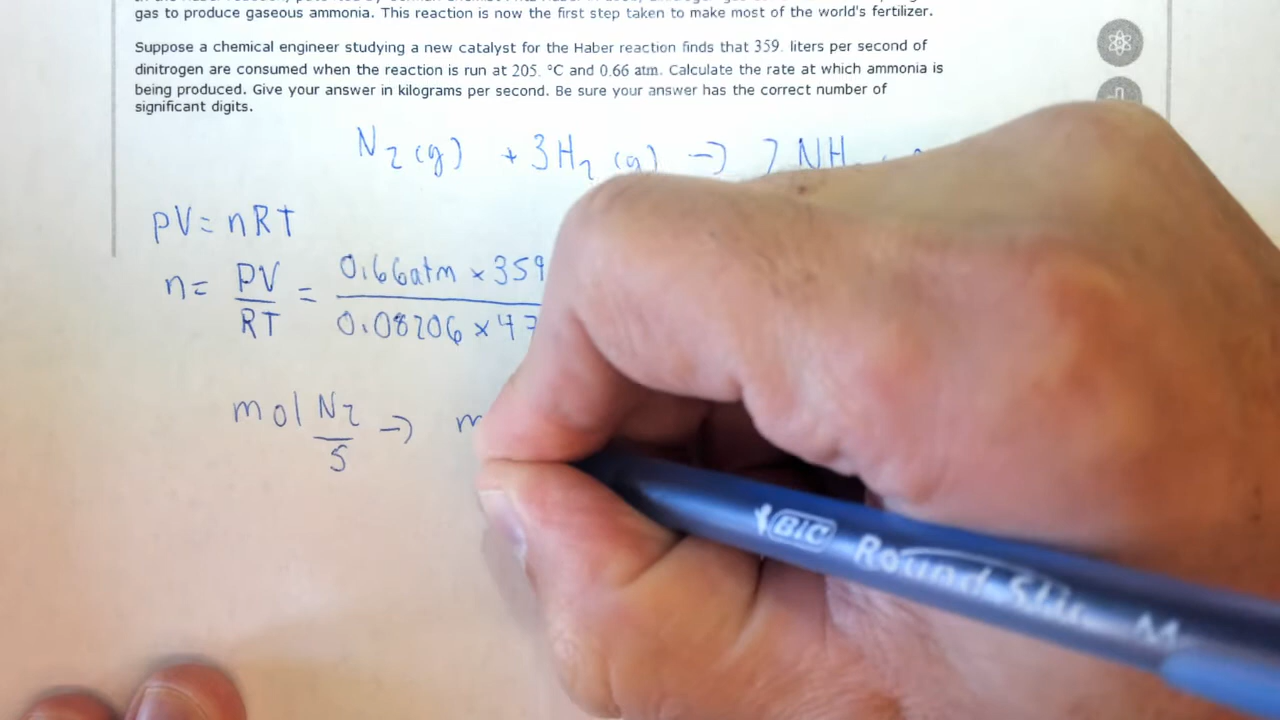 gas to produce gaseous ammonia. This reaction is now the first step taken to make most of the world's fertilizer.
Suppose a chemical engineer studying a new catalyst for the Haber reaction finds that 359. liters per second of
dinitrogen are consumed when the reaction is run at 205. °C and 0.66 atm. Calculate the rate at which ammonia is
being produced. Give your answer in kilograms per second. Be sure your answer has the correct number of
significant digits.
N2(g) + 3H2(g) → 2NH
PV = nRT
n = PV/RT = 0.66atm × 359/0.08206 × 47
mol N2/s → m
BIC Round Stic M